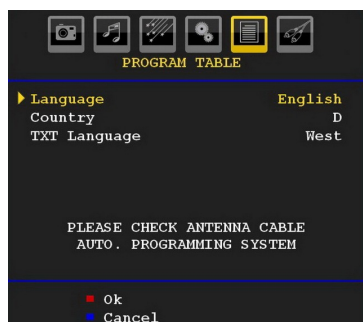 PROGRAM TABLE
Language English
Country D
TXT Language West
PLEASE CHECK ANTENNA CABLE
AUTO. PROGRAMMING SYSTEM
Ok
Cancel